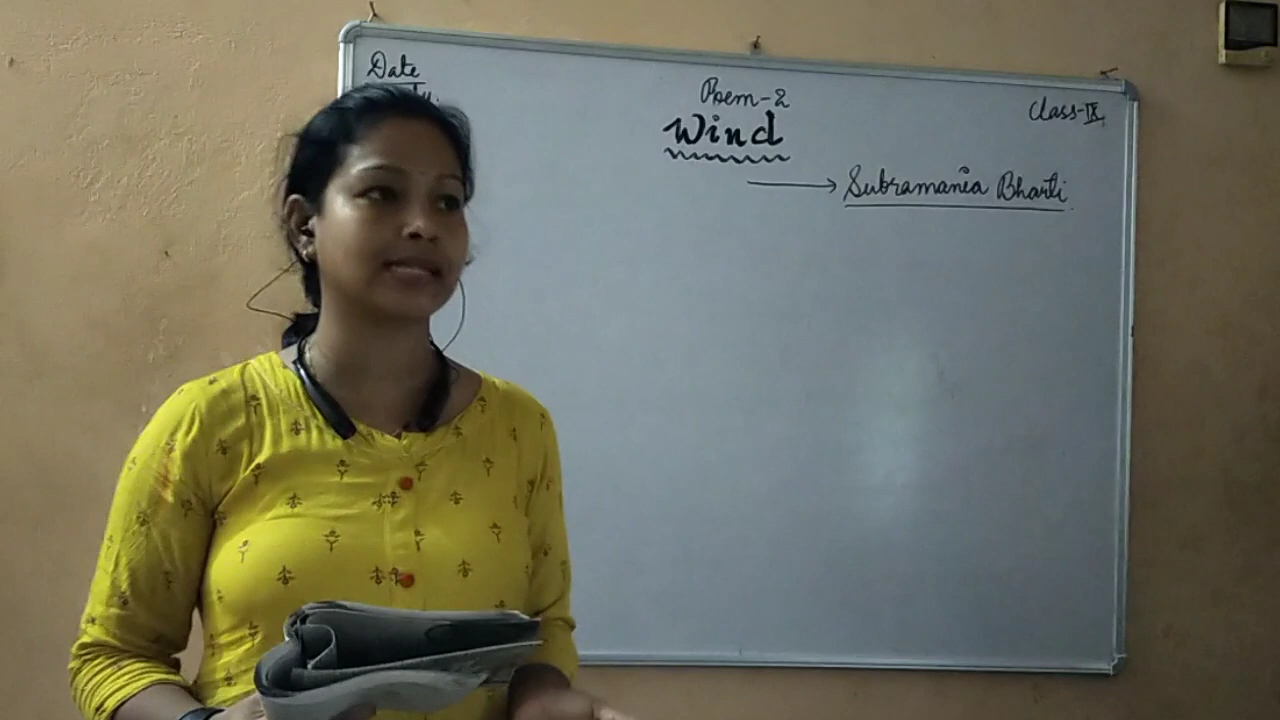 Date
Poem-2
Class-IX
Wind
Subramania Bharti